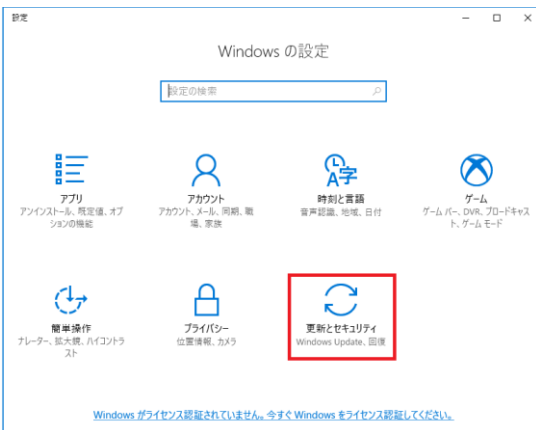 設定
Windows の設定
設定の検索
アプリ
アンインストール、既定値、オプ
ションの機能
アカウント
アカウント、メール、同期、職
場、家族
時刻と言語
音声認識、地域、日付
ゲーム
ゲーム バー、DVR、ブロードキャス
ト、ゲーム モード
簡単操作
ナレーター、拡大鏡、ハイコントラ
スト
プライバシー
位置情報、カメラ
更新とセキュリティ
Windows Update、回復
Windows がライセンス認証されていません。今すぐ Windows をライセンス認証してください。